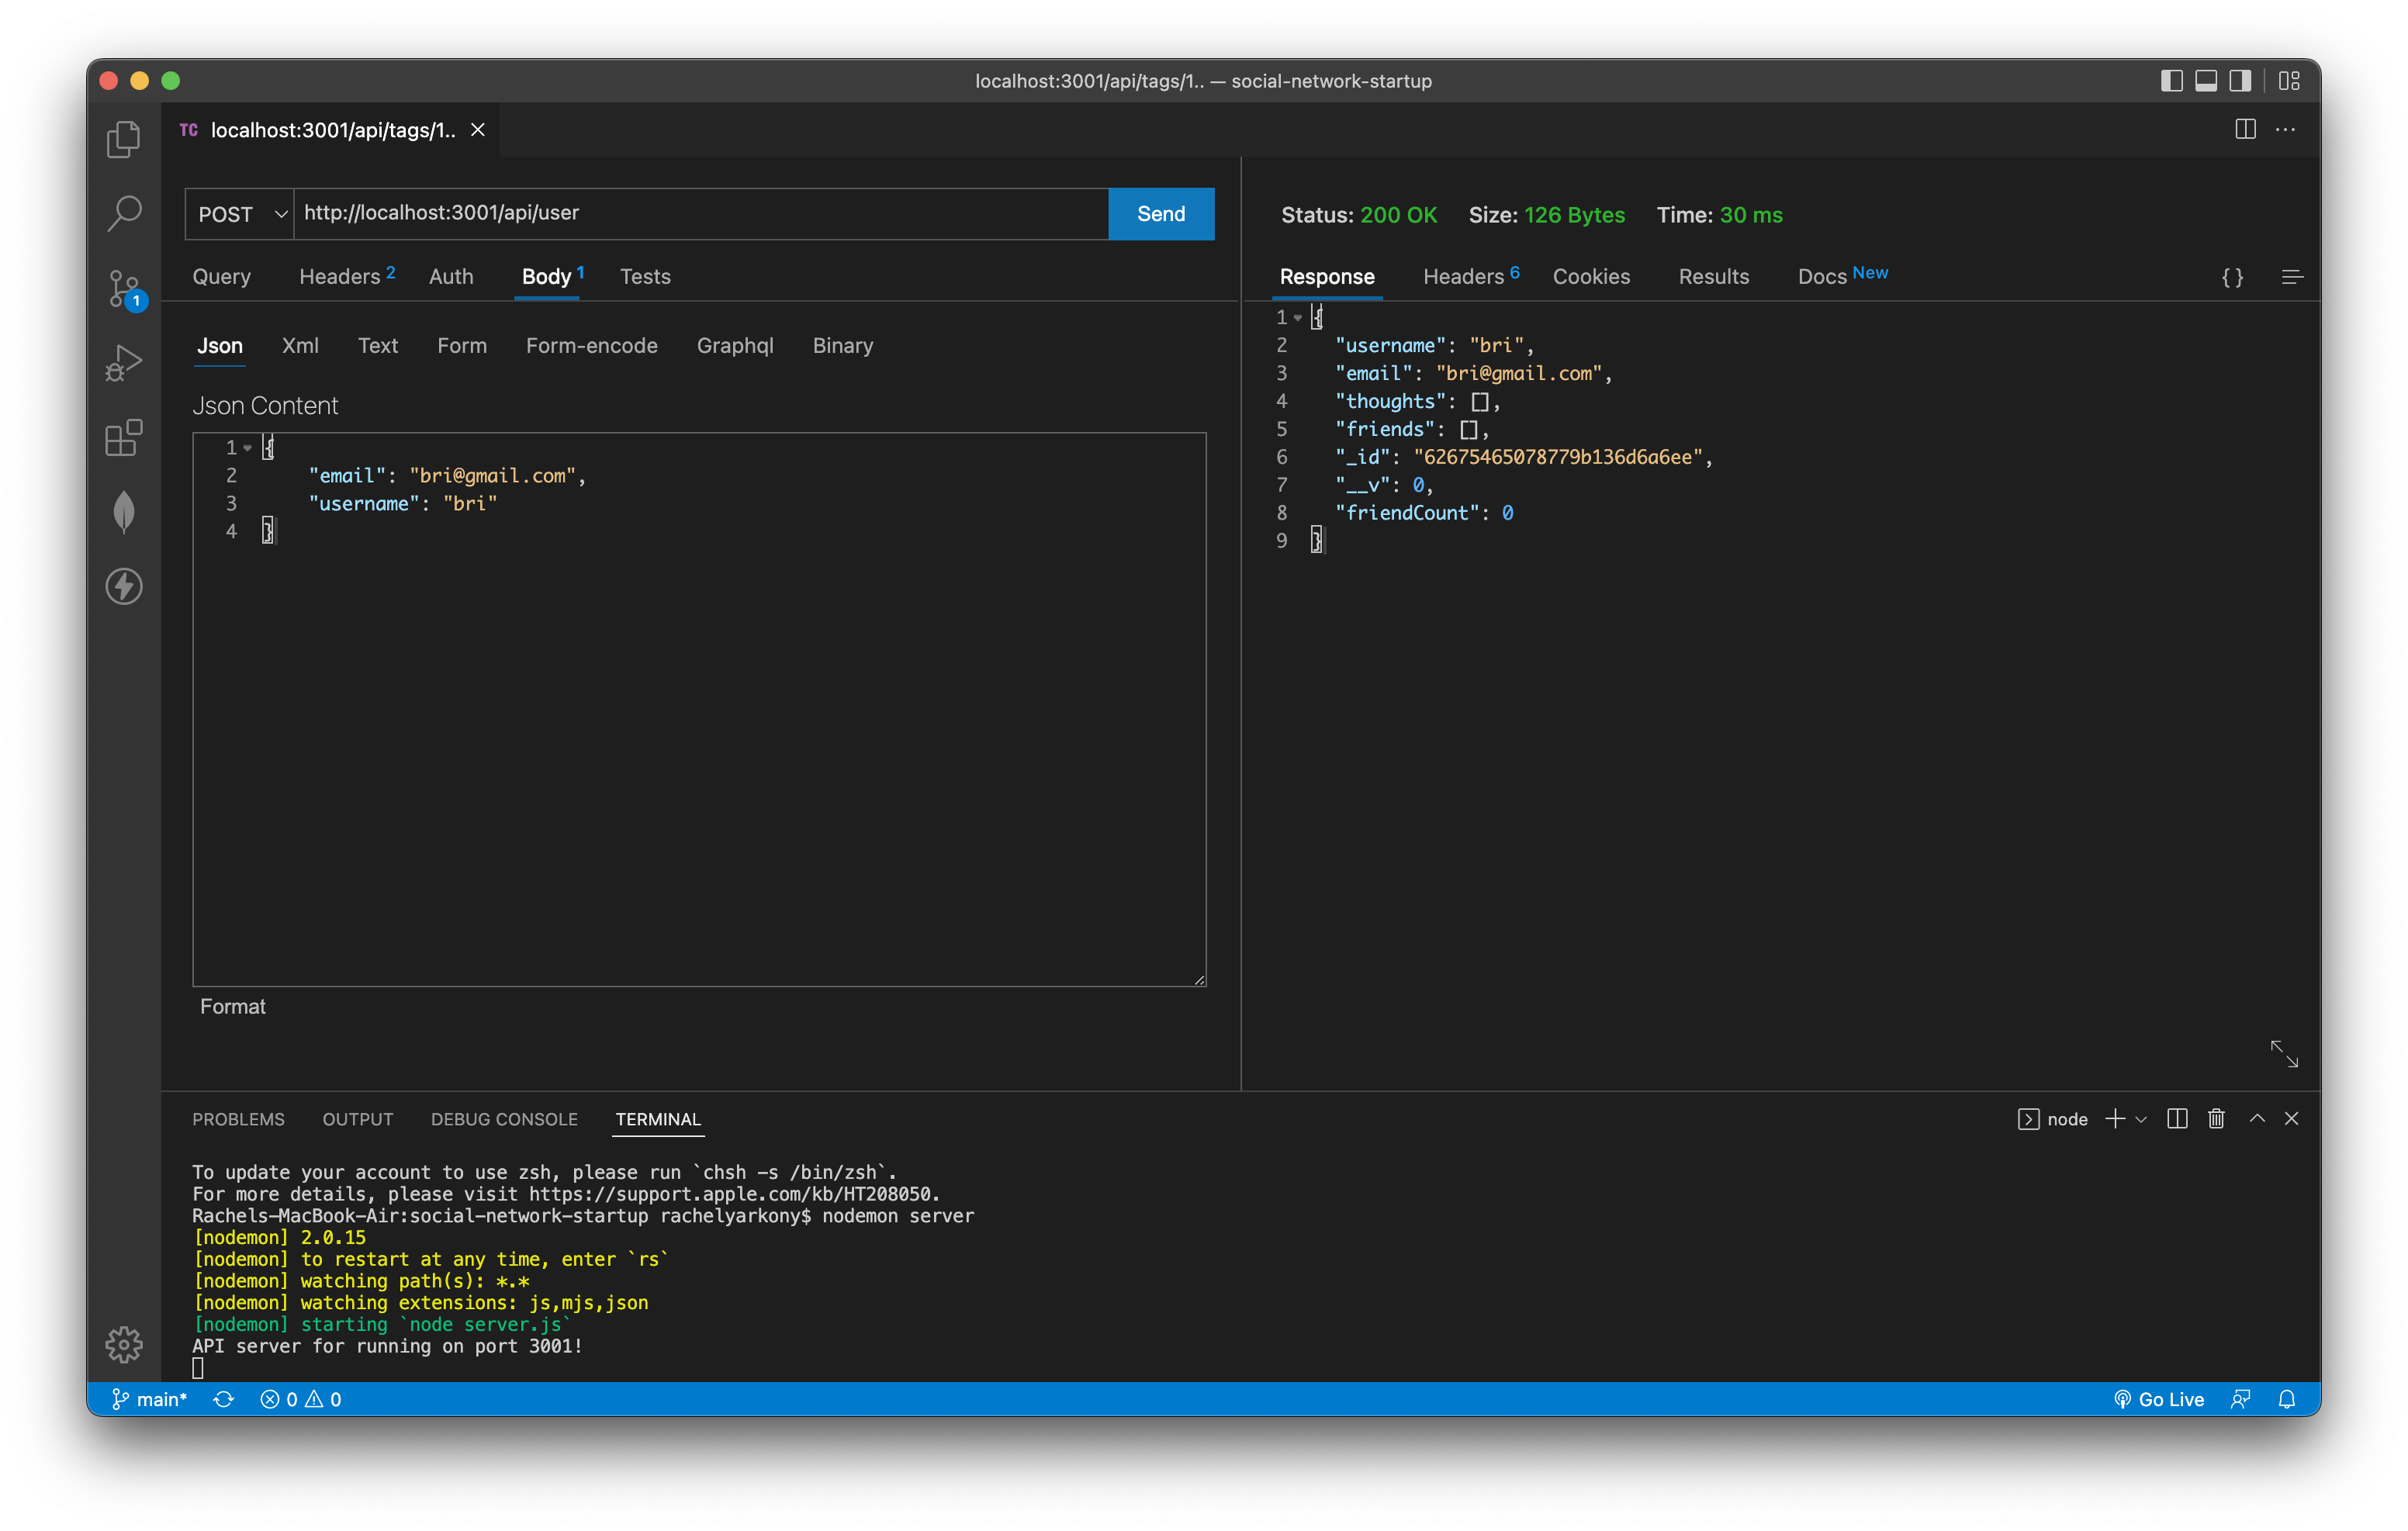 localhost:3001/api/tags/1.. — social-network-startup
TC localhost:3001/api/tags/1..
POST http://localhost:3001/api/user Send
Query Headers 2 Auth Body 1 Tests
Json Xml Text Form Form-encode Graphql Binary
Json Content
1 {
2 "email": "bri@gmail.com",
3 "username": "bri"
4 }
Format
Status: 200 OK Size: 126 Bytes Time: 30 ms
Response Headers 6 Cookies Results Docs New {}
1 {
2 "username": "bri",
3 "email": "bri@gmail.com",
4 "thoughts": [],
5 "friends": [],
6 "_id": "62675465078779b136d6a6ee",
7 "__v": 0,
8 "friendCount": 0
9 }
1
PROBLEMS OUTPUT DEBUG CONSOLE TERMINAL node
To update your account to use zsh, please run `chsh -s /bin/zsh`.
For more details, please visit https://support.apple.com/kb/HT208050.
Rachels-MacBook-Air:social-network-startup rachelyarkony$ nodemon server
[nodemon] 2.0.15
[nodemon] to restart at any time, enter `rs`
[nodemon] watching path(s): *.*
[nodemon] watching extensions: js,mjs,json
[nodemon] starting `node server.js`
API server for running on port 3001!
main* 0 0 Go Live